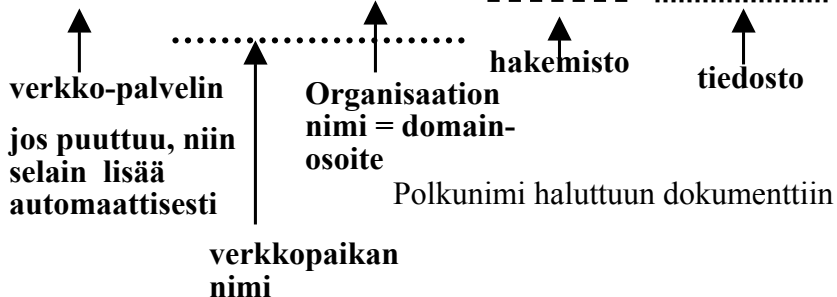 verkko-palvelin
jos puuttuu, niin
selain lisää
automaattisesti
verkkopaikan
nimi
Organisaation
nimi = domain-
osoite
hakemisto
tiedosto
Polkunimi haluttuun dokumenttiin